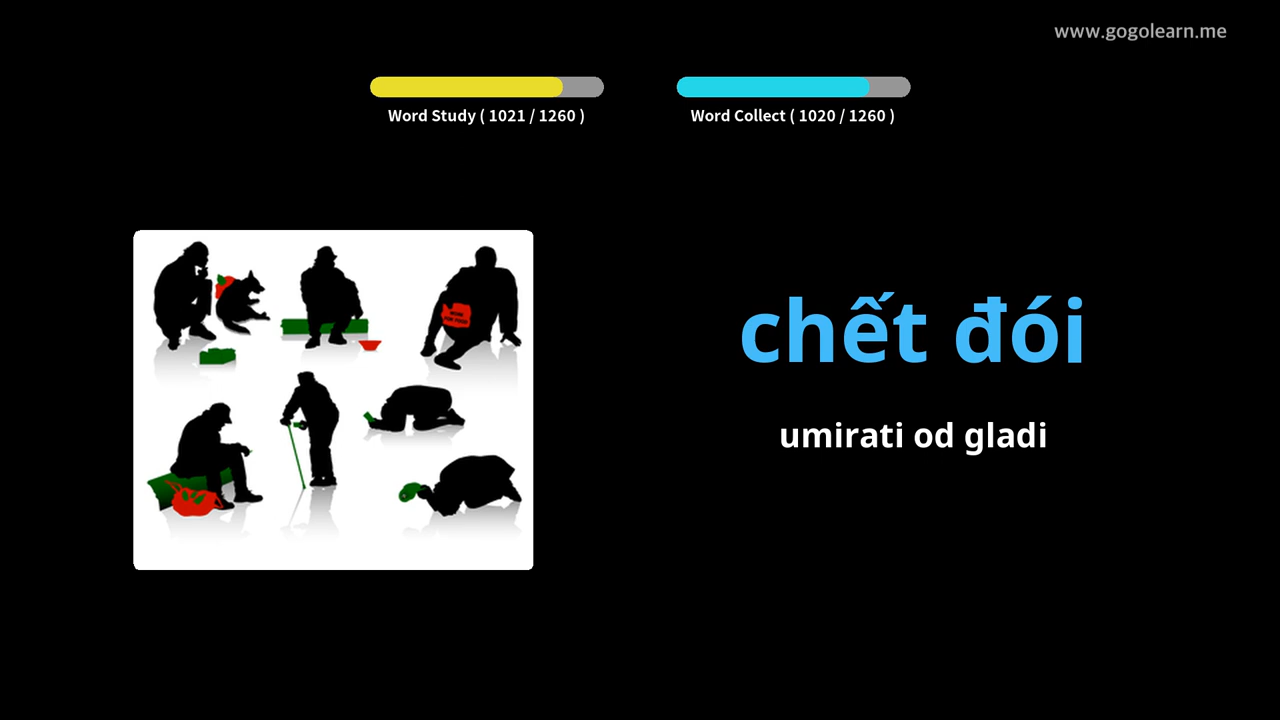 www.gogolearn.me
Word Study ( 1021 / 1260 )
Word Collect ( 1020 / 1260 )
chết đói
umirati od gladi